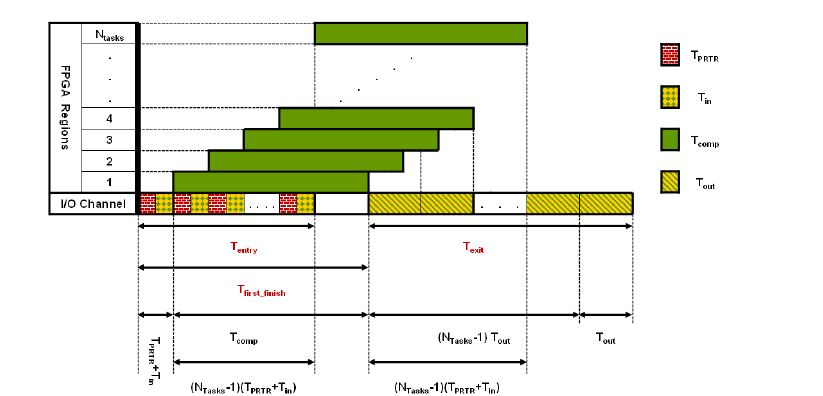 N_tasks
.
.
.
4
3
2
1
FPGA Regions
I/O Channel
. . . .
. . .
T_PRTR
T_in
T_comp
T_out
T_entry
T_exit
T_first_finish
T_PRTR+T_in
T_comp
(N_Tasks-1) T_out
T_out
(N_Tasks-1)(T_PRTR+T_in)
(N_Tasks-1)(T_PRTR+T_in)